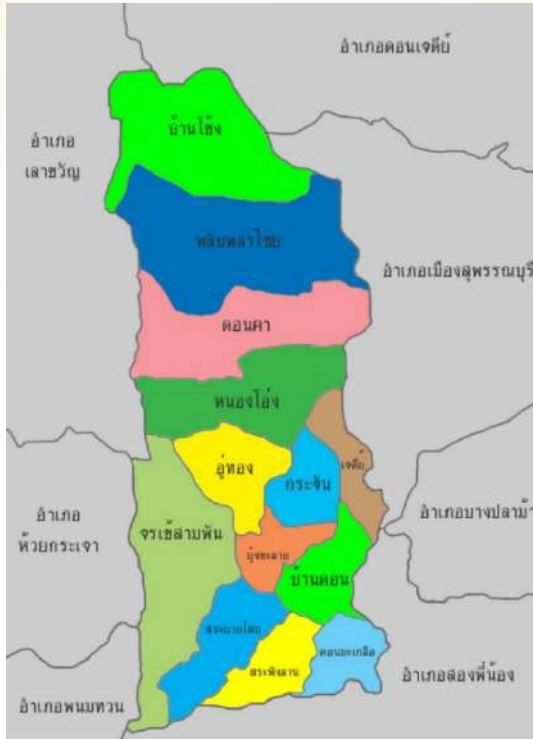 อำเภอดอนเจดีย์
บ้านโข้ง
อำเภอ
เลาขวัญ
พลับพลาไชย
อำเภอเมืองสุพรรณบุรี
ดอนคา
หนองโอ่ง
อู่ทอง
เจดีย์
กระจัน
อำเภอบางปลาม้า
อำเภอ
ห้วยกระเจา
จรเข้สามพัน
ยุ้งทะลาย
บ้านดอน
สระยายโสม
ดอนมะเกลือ
สระพังลาน
อำเภอสองพี่น้อง
อำเภอพนมทวน